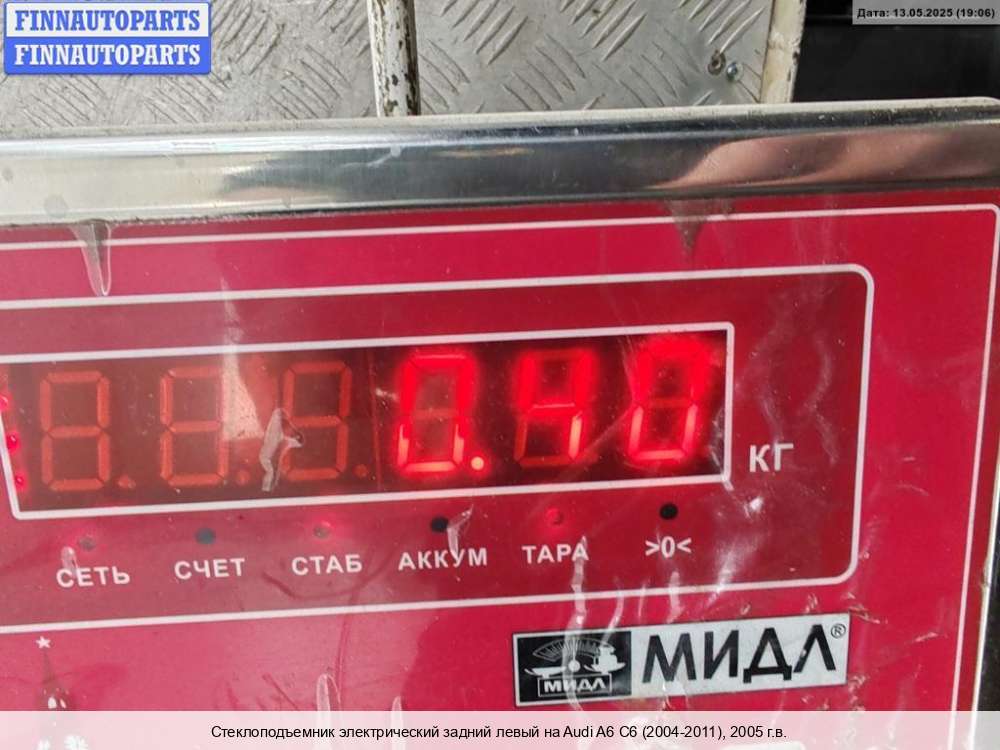 FINNAUTOPARTS
FINNAUTOPARTS
Дата: 13.05.2025 (19:06)
0.40
КГ
СЕТЬ СЧЕТ СТАБ АККУМ ТАРА >0<
МИДЛ МИДЛ®
Стеклоподъемник электрический задний левый на Audi A6 C6 (2004-2011), 2005 г.в.